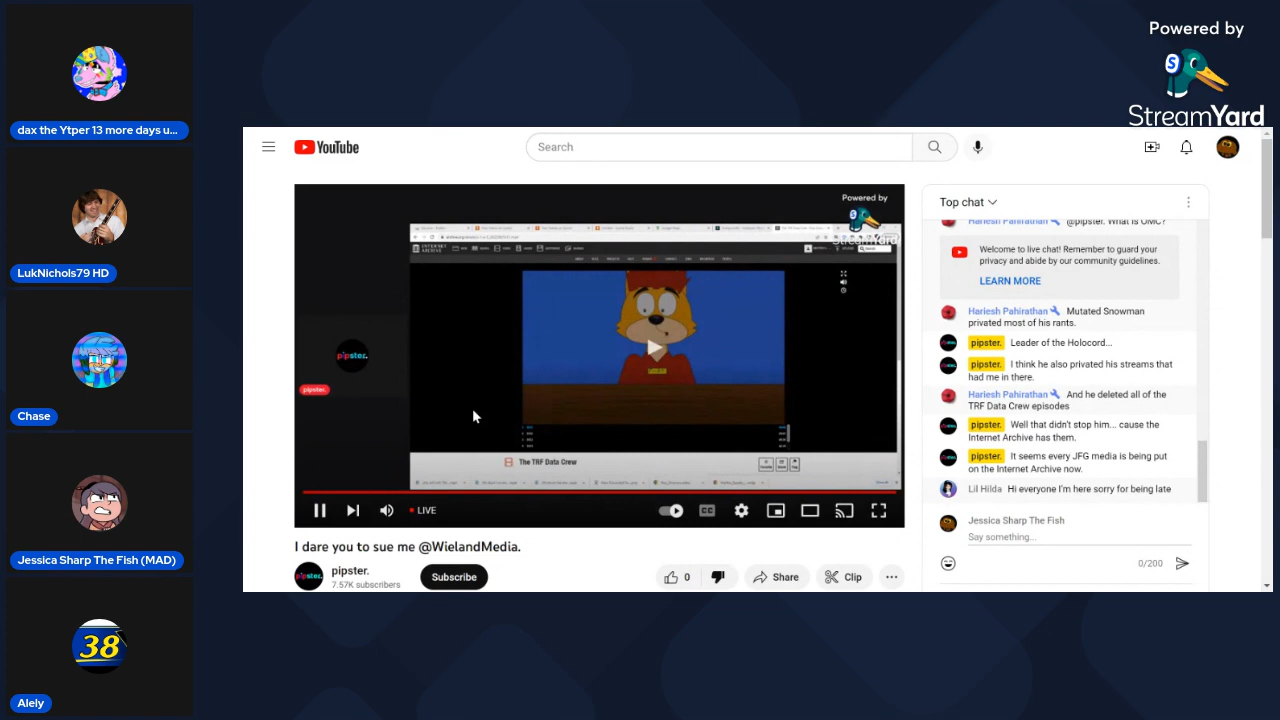 Powered by
StreamYard
dax the Ytper 13 more days u...
LukNichols79 HD
Chase
Jessica Sharp The Fish (MAD)
38
Alely
YouTube
Search
Powered by
INTERNET ARCHIVE
pipster.
pipster.
The TRF Data Crew
LIVE
CC
I dare you to sue me @WielandMedia.
pipster.
pipster.
7.57K subscribers
Subscribe
0
Share
Clip
Top chat
Hariesh Pahirathan @pipster. What is OMC?
Welcome to live chat! Remember to guard your
privacy and abide by our community guidelines.
LEARN MORE
Hariesh Pahirathan Mutated Snowman
privated most of his rants.
pipster. Leader of the Holocord...
pipster. I think he also privated his streams that
had me in there.
Hariesh Pahirathan And he deleted all of the
TRF Data Crew episodes
pipster. Well that didn't stop him... cause the
Internet Archive has them.
pipster. It seems every JFG media is being put
on the Internet Archive now.
Lil Hilda Hi everyone I'm here sorry for being late
Jessica Sharp The Fish
Say something...
0/200